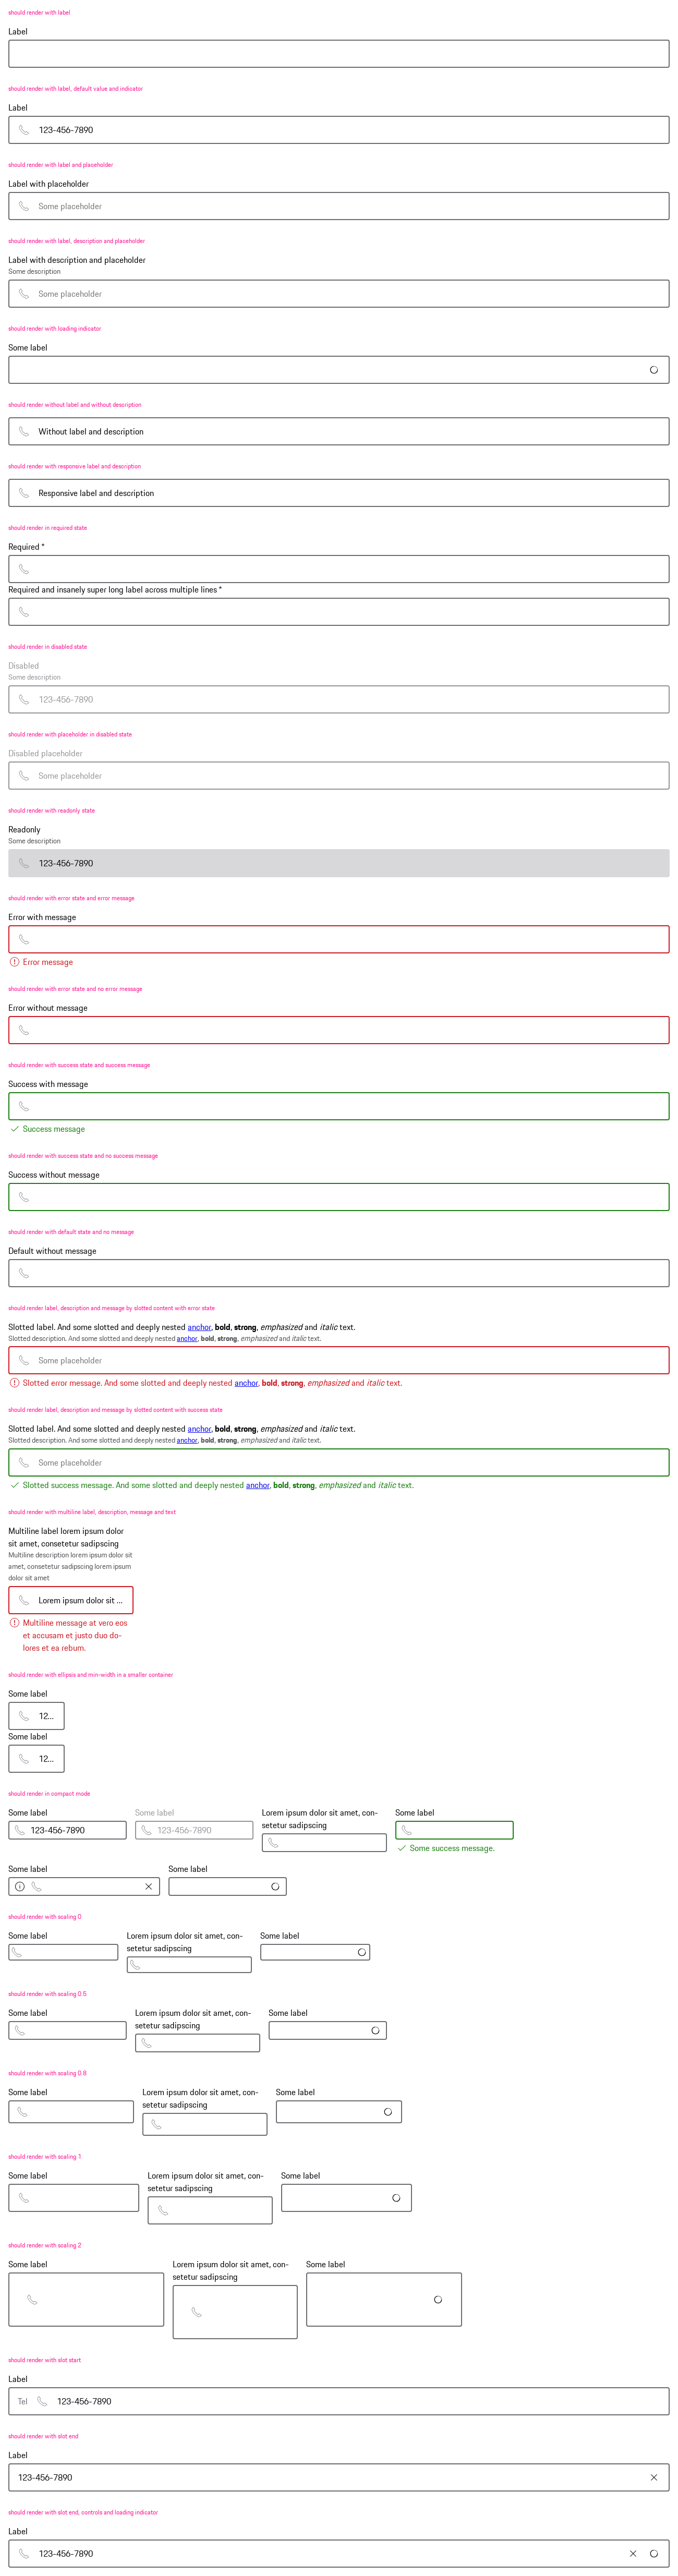 should render with label
Label
should render with label, default value and indicator
Label
123-456-7890
should render with label and placeholder
Label with placeholder
Some placeholder
should render with label, description and placeholder
Label with description and placeholder
Some description
Some placeholder
should render with loading indicator
Some label
should render without label and without description
Without label and description
should render with responsive label and description
Responsive label and description
should render in required state
Required *
Required and insanely super long label across multiple lines *
should render in disabled state
Disabled
Some description
123-456-7890
should render with placeholder in disabled state
Disabled placeholder
Some placeholder
should render with readonly state
Readonly
Some description
123-456-7890
should render with error state and error message
Error with message
Error message
should render with error state and no error message
Error without message
should render with success state and success message
Success with message
Success message
should render with success state and no success message
Success without message
should render with default state and no message
Default without message
should render label, description and message by slotted content with error state
Slotted label. And some slotted and deeply nested anchor, bold, strong, emphasized and italic text.
Slotted description. And some slotted and deeply nested anchor, bold, strong, emphasized and italic text.
Some placeholder
Slotted error message. And some slotted and deeply nested anchor, bold, strong, emphasized and italic text.
should render label, description and message by slotted content with success state
Slotted label. And some slotted and deeply nested anchor, bold, strong, emphasized and italic text.
Slotted description. And some slotted and deeply nested anchor, bold, strong, emphasized and italic text.
Some placeholder
Slotted success message. And some slotted and deeply nested anchor, bold, strong, emphasized and italic text.
should render with multiline label, description, message and text
Multiline label lorem ipsum dolor
sit amet, consetetur sadipscing
Multiline description lorem ipsum dolor sit
amet, consetetur sadipscing lorem ipsum
dolor sit amet
Lorem ipsum dolor sit ...
Multiline message at vero eos
et accusam et justo duo do-
lores et ea rebum.
should render with ellipsis and min-width in a smaller container
Some label
12...
Some label
12...
should render in compact mode
Some label
123-456-7890
Some label
123-456-7890
Lorem ipsum dolor sit amet, con-
setetur sadipscing
Some label
Some success message.
Some label
Some label
should render with scaling 0
Some label
Lorem ipsum dolor sit amet, con-
setetur sadipscing
Some label
should render with scaling 0.5
Some label
Lorem ipsum dolor sit amet, con-
setetur sadipscing
Some label
should render with scaling 0.8
Some label
Lorem ipsum dolor sit amet, con-
setetur sadipscing
Some label
should render with scaling 1
Some label
Lorem ipsum dolor sit amet, con-
setetur sadipscing
Some label
should render with scaling 2
Some label
Lorem ipsum dolor sit amet, con-
setetur sadipscing
Some label
should render with slot start
Label
Tel 123-456-7890
should render with slot end
Label
123-456-7890
should render with slot end, controls and loading indicator
Label
123-456-7890